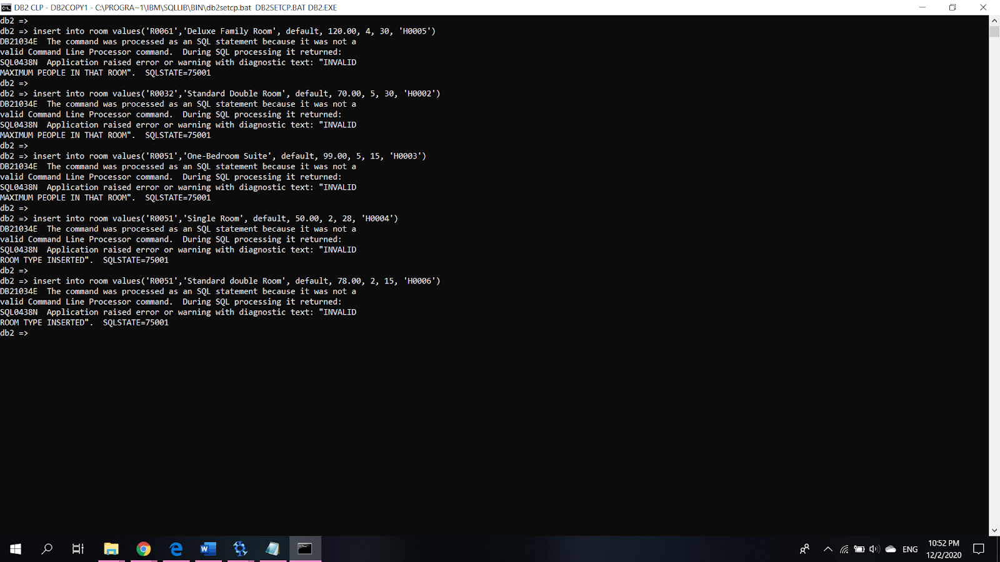 DB2 CLP - DB2COPY1 - C:\PROGRA~1\IBM\SQLLIB\BIN\db2setcp.bat  DB2SETCP.BAT DB2.EXE
db2 =>
db2 => insert into room values('R0061','Deluxe Family Room', default, 120.00, 4, 30, 'H0005')
DB21034E  The command was processed as an SQL statement because it was not a
valid Command Line Processor command.  During SQL processing it returned:
SQL0438N  Application raised error or warning with diagnostic text: "INVALID
MAXIMUM PEOPLE IN THAT ROOM".  SQLSTATE=75001
db2 =>
db2 => insert into room values('R0032','Standard Double Room', default, 70.00, 5, 30, 'H0002')
DB21034E  The command was processed as an SQL statement because it was not a
valid Command Line Processor command.  During SQL processing it returned:
SQL0438N  Application raised error or warning with diagnostic text: "INVALID
MAXIMUM PEOPLE IN THAT ROOM".  SQLSTATE=75001
db2 =>
db2 => insert into room values('R0051','One-Bedroom Suite', default, 99.00, 5, 15, 'H0003')
DB21034E  The command was processed as an SQL statement because it was not a
valid Command Line Processor command.  During SQL processing it returned:
SQL0438N  Application raised error or warning with diagnostic text: "INVALID
MAXIMUM PEOPLE IN THAT ROOM".  SQLSTATE=75001
db2 =>
db2 => insert into room values('R0051','Single Room', default, 50.00, 2, 28, 'H0004')
DB21034E  The command was processed as an SQL statement because it was not a
valid Command Line Processor command.  During SQL processing it returned:
SQL0438N  Application raised error or warning with diagnostic text: "INVALID
ROOM TYPE INSERTED".  SQLSTATE=75001
db2 =>
db2 => insert into room values('R0051','Standard double Room', default, 78.00, 2, 15, 'H0006')
DB21034E  The command was processed as an SQL statement because it was not a
valid Command Line Processor command.  During SQL processing it returned:
SQL0438N  Application raised error or warning with diagnostic text: "INVALID
ROOM TYPE INSERTED".  SQLSTATE=75001
db2 =>
ENG
10:52 PM
12/2/2020